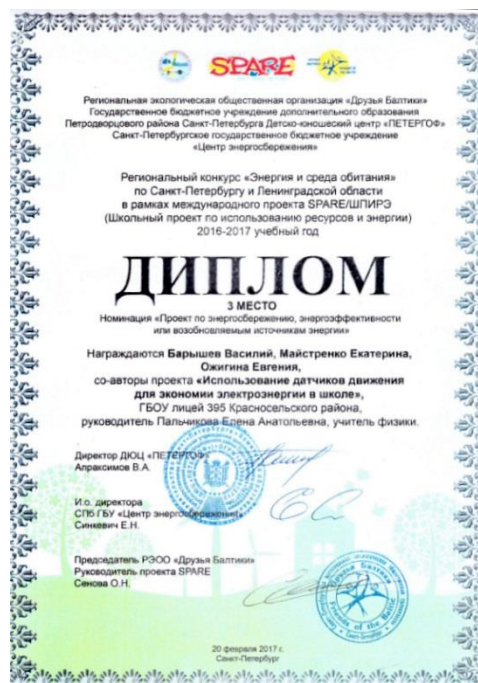 SPARE
Региональная экологическая общественная организация «Друзья Балтики»
Государственное бюджетное учреждение дополнительного образования
Петродворцового района Санкт-Петербурга Детско-юношеский центр «ПЕТЕРГОФ»
Санкт-Петербургское государственное бюджетное учреждение
«Центр энергосбережения»
Региональный конкурс «Энергия и среда обитания»
по Санкт-Петербургу и Ленинградской области
в рамках международного проекта SPARE/ШПИРЭ
(Школьный проект по использованию ресурсов и энергии)
2016-2017 учебный год
ДИПЛОМ
3 МЕСТО
Номинация «Проект по энергосбережению, энергоэффективности
или возобновляемым источникам энергии»
Награждаются Барышев Василий, Майстренко Екатерина,
Ожигина Евгения,
со-авторы проекта «Использование датчиков движения
для экономии электроэнергии в школе»,
ГБОУ лицей 395 Красносельского района,
руководитель Пальчикова Елена Анатольевна, учитель физики.
Директор ДЮЦ «ПЕТЕРГОФ»
Апраксимов В.А.
И.о. директора
СПб ГБУ «Центр энергосбережения»
Синкевич Е.Н.
Председатель РЭОО «Друзья Балтики»
Руководитель проекта SPARE
Сенова О.Н.
Friends of the Baltic
20 февраля 2017 г.
Санкт-Петербург